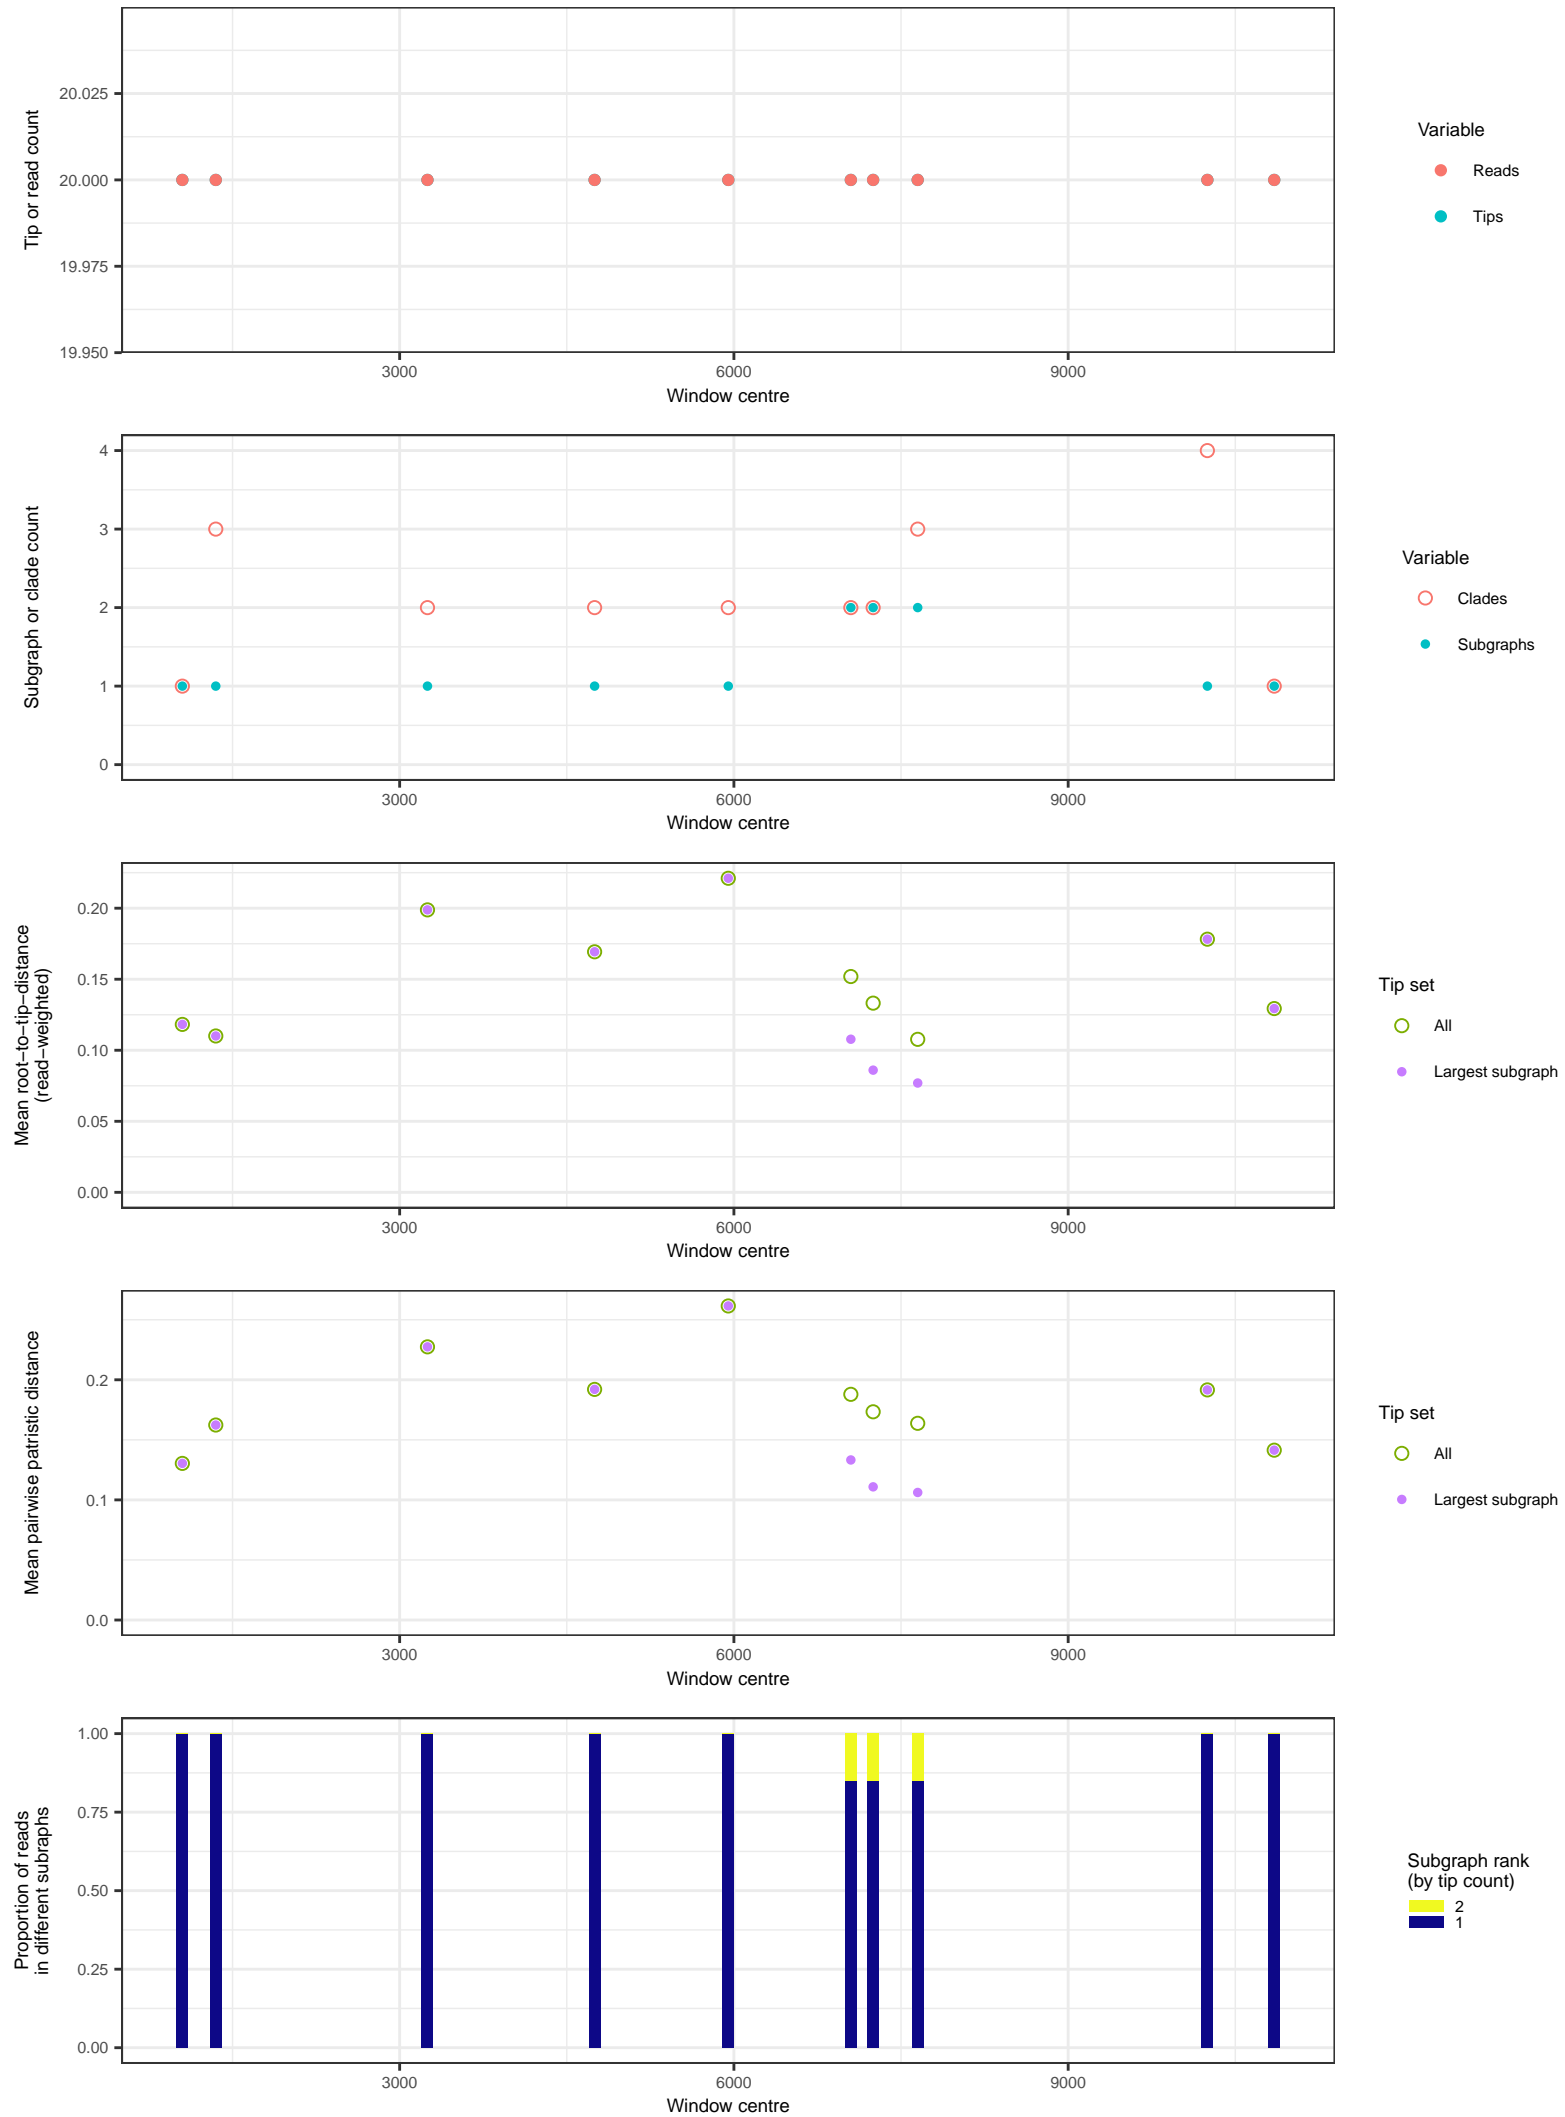 Tip or read count
20.025
20.000
19.975
19.950
3000 6000 9000
Window centre
Variable
Reads
Tips
Subgraph or clade count
4
3
2
1
0
3000 6000 9000
Window centre
Variable
Clades
Subgraphs
Mean root−to−tip−distance
(read−weighted)
0.20
0.15
0.10
0.05
0.00
3000 6000 9000
Window centre
Tip set
All
Largest subgraph
Mean pairwise patristic distance
0.2
0.1
0.0
3000 6000 9000
Window centre
Tip set
All
Largest subgraph
Proportion of reads
in different subraphs
1.00
0.75
0.50
0.25
0.00
3000 6000 9000
Window centre
Subgraph rank
(by tip count)
2
1